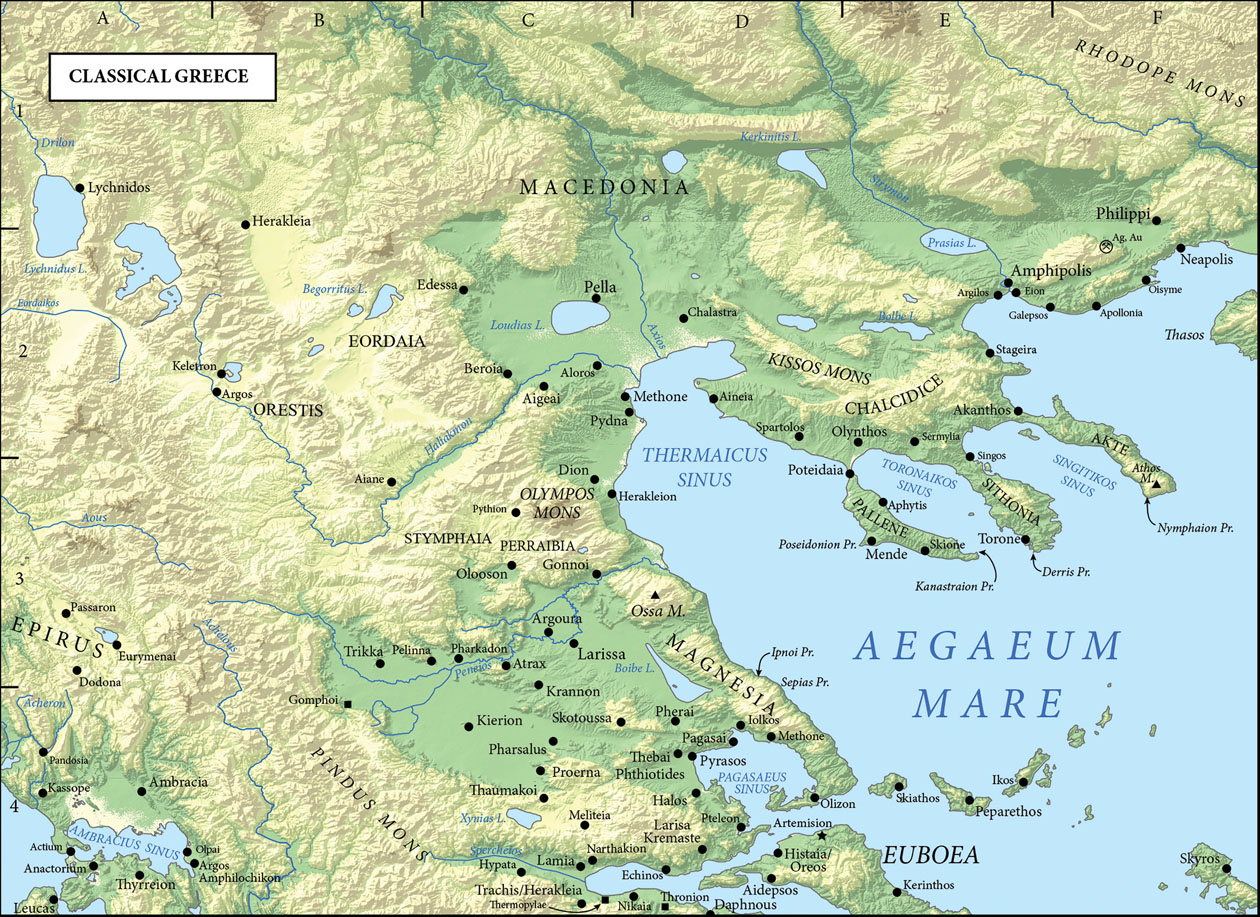 A
B
C
D
E
F
CLASSICAL GREECE
RHODOPE MONS
1
Drilon
Kerkinitis L.
Lychnidos
MACEDONIA
Strymon
Herakleia
Philippi
Ag, Au
Prasias L.
Neapolis
Lychnidus L.
Amphipolis
Begorritus L.
Edessa
Pella
Argilos
Eion
Oisyme
Eordaikos
Galepsos
Apollonia
Chalastra
Loudias L.
Bolbe L.
Axios
Thasos
EORDAIA
2
Stageira
Keletron
Beroia
Aloros
KISSOS MONS
Argos
Aigeai
Methone
Aineia
CHALCIDICE
ORESTIS
Pydna
Akanthos
Haliakmon
Spartolos
Olynthos
Sermylia
AKTE
THERMAICUS
SINUS
Singos
Dion
Poteidaia
TORONAIKOS
SINUS
SINGITIKOS
SINUS
Athos
M.
Aiane
OLYMPOS
MONS
Herakleion
SITHONIA
Pythion
Aphytis
Aous
PALLENE
Nymphaion Pr.
STYMPHAIA
PERRAIBIA
Poseidonion Pr.
Mende
Skione
Torone
Gonnoi
Olooson
Derris Pr.
3
Kanastraion Pr.
Passaron
Ossa M.
Argoura
EPIRUS
Achelous
AEGAEUM
MARE
Eurymenai
Trikka
Pelinna
Pharkadon
Larissa
MAGNESIA
Ipnoi Pr.
Atrax
Peneios
Boibe L.
Dodona
Sepias Pr.
Krannon
Acheron
Gomphoi
Skotoussa
Pherai
Kierion
Iolkos
Pagasai
Methone
Pharsalus
Pandosia
Thebai
Phthiotides
Pyrasos
PINDUS MONS
Proerna
Ambracia
PAGASAEUS
SINUS
Ikos
Kassope
Thaumakoi
Halos
Skiathos
Olizon
Peparethos
4
Meliteia
Xynias L.
Pteleon
Artemision
Larisa
Kremaste
AMBRACIUS SINUS
Actium
Olpai
Spercheios
Narthakion
Histaia/
Oreos
EUBOEA
Anactorium
Argos
Amphilochikon
Hypata
Lamia
Skyros
Echinos
Thyrreion
Aidepsos
Kerinthos
Trachis/Herakleia
Thronion
Leucas
Thermopylae
Nikaia
Daphnous